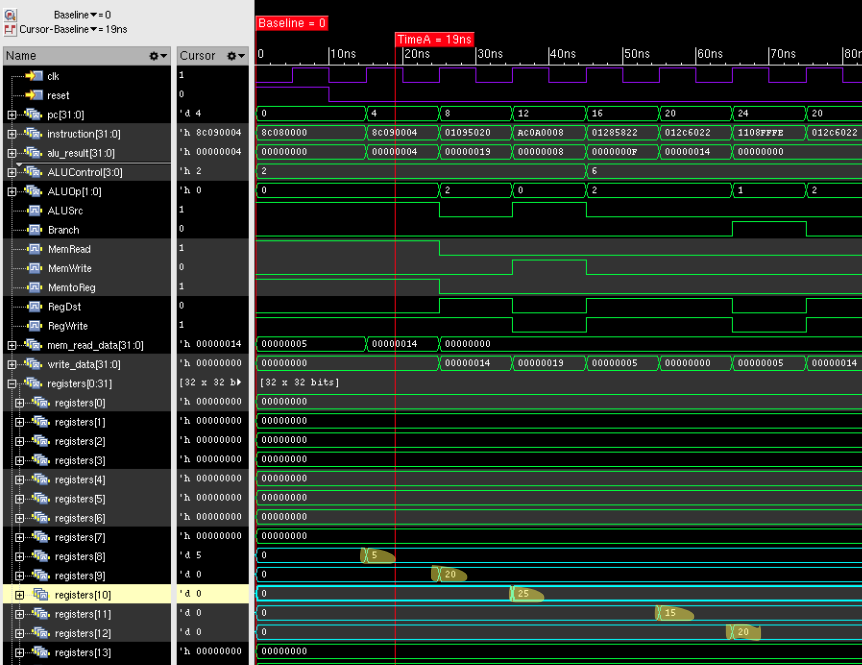 Baseline▼=0
Cursor-Baseline▼=19ns
Baseline = 0
TimeA = 19ns
Name Cursor 0 10ns 20ns 30ns 40ns 50ns 60ns 70ns 80n
clk 1
reset 0
pc[31:0] 'd 4 0 4 8 12 16 20 24 20
instruction[31:0] 'h 8c090004 8c080000 8c090004 01095020 AC0A0008 01285822 012c6022 1108FFFE 012c6022
alu_result[31:0] 'h 00000004 00000000 00000004 00000019 00000008 0000000F 00000014 00000000
ALUControl[3:0] 'h 2 2 6
ALUOp[1:0] 'h 0 0 2 0 2 1 2
ALUSrc 1
Branch 0
MemRead 1
MemWrite 0
MemtoReg 1
RegDst 0
RegWrite 1
mem_read_data[31:0] 'h 00000014 00000005 00000014 00000000
write_data[31:0] 'h 00000000 00000000 00000014 00000019 00000005 00000000 00000005 00000014
registers[0:31] [32 x 32 b [32 x 32 bits]
registers[0] 'h 00000000 00000000
registers[1] 'h 00000000 00000000
registers[2] 'h 00000000 00000000
registers[3] 'h 00000000 00000000
registers[4] 'h 00000000 00000000
registers[5] 'h 00000000 00000000
registers[6] 'h 00000000 00000000
registers[7] 'h 00000000 00000000
registers[8] 'd 5 0 5
registers[9] 'd 0 0 20
registers[10] 'd 0 0 25
registers[11] 'd 0 0 15
registers[12] 'd 0 0 20
registers[13] 'h 00000000 00000000